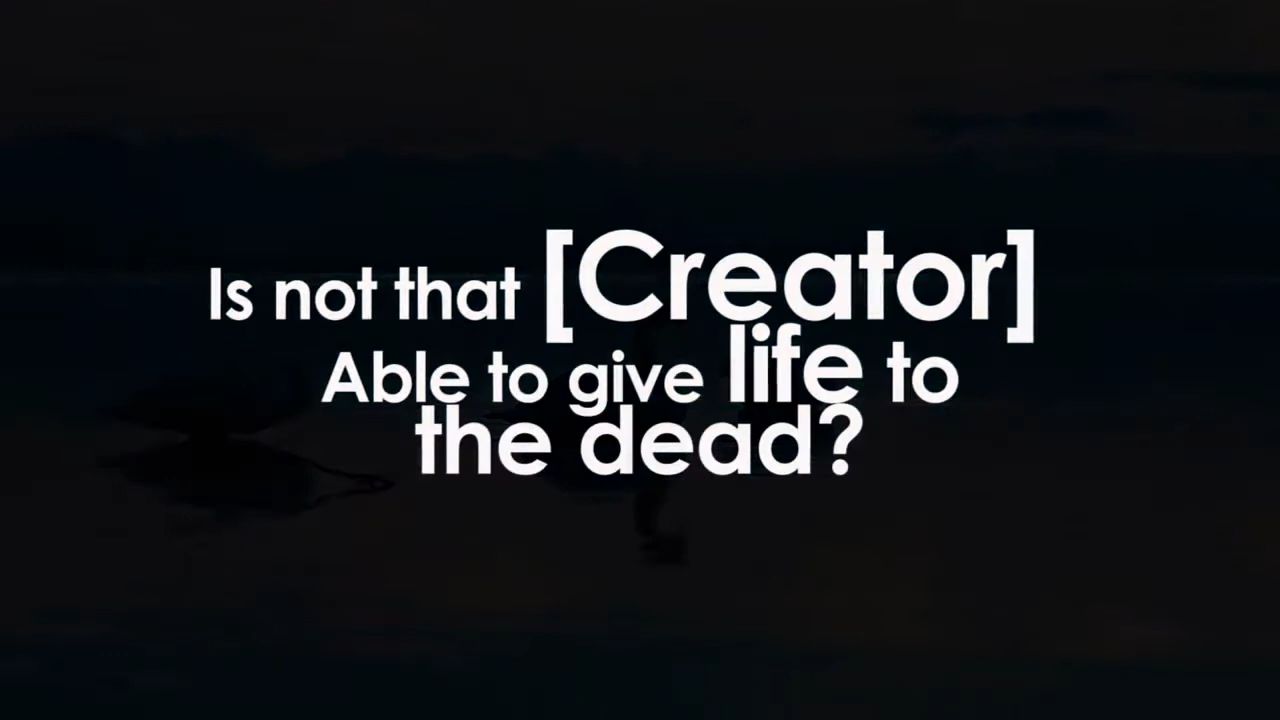 Is not that [Creator]
Able to give life to
the dead?